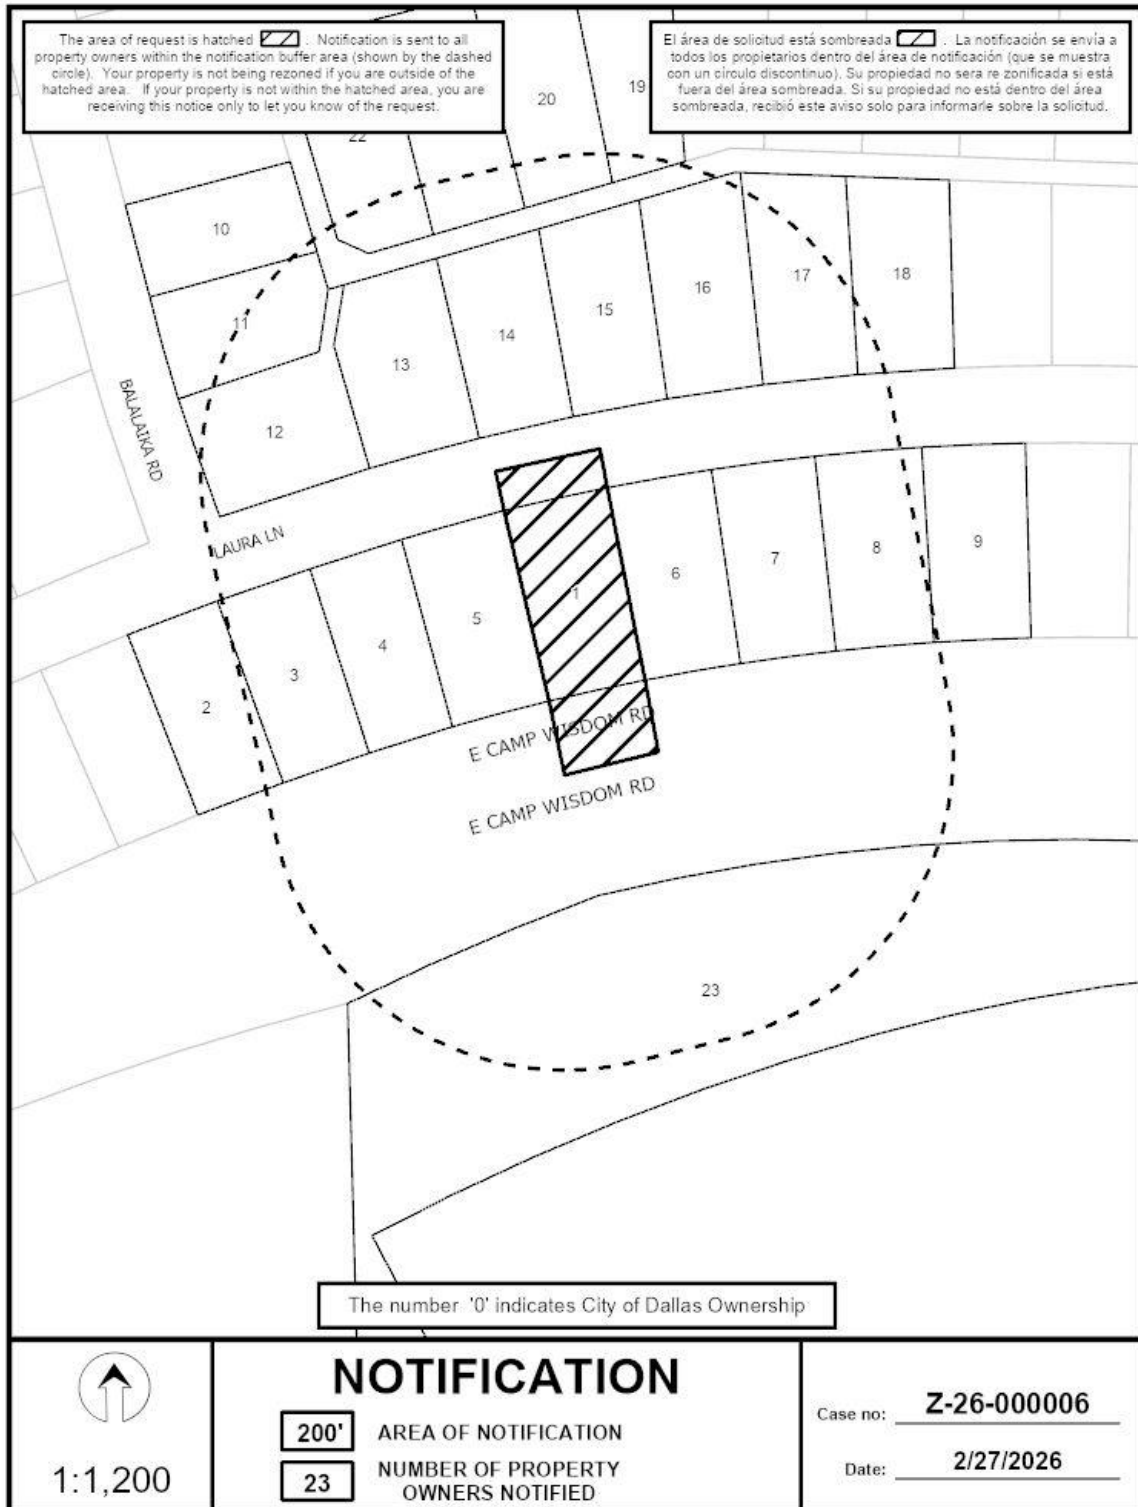 The area of request is hatched . Notification is sent to all
property owners within the notification buffer area (shown by the dashed
circle). Your property is not being rezoned if you are outside of the
hatched area. If your property is not within the hatched area, you are
receiving this notice only to let you know of the request.
El área de solicitud está sombreada . La notificación se envía a
todos los propietarios dentro del área de notificación (que se muestra
con un círculo discontinuo). Su propiedad no sera re zonificada si está
fuera del área sombreada. Si su propiedad no está dentro del área
sombreada, recibió este aviso solo para informarle sobre la solicitud.
19
20
22
10
11
12
13
14
15
16
17
18
BALALAIKA RD
LAURA LN
2
3
4
5
1
6
7
8
9
E CAMP WISDOM RD
E CAMP WISDOM RD
23
The number '0' indicates City of Dallas Ownership
1:1,200
NOTIFICATION
200' AREA OF NOTIFICATION
23 NUMBER OF PROPERTY
OWNERS NOTIFIED
Case no: Z-26-000006
Date: 2/27/2026